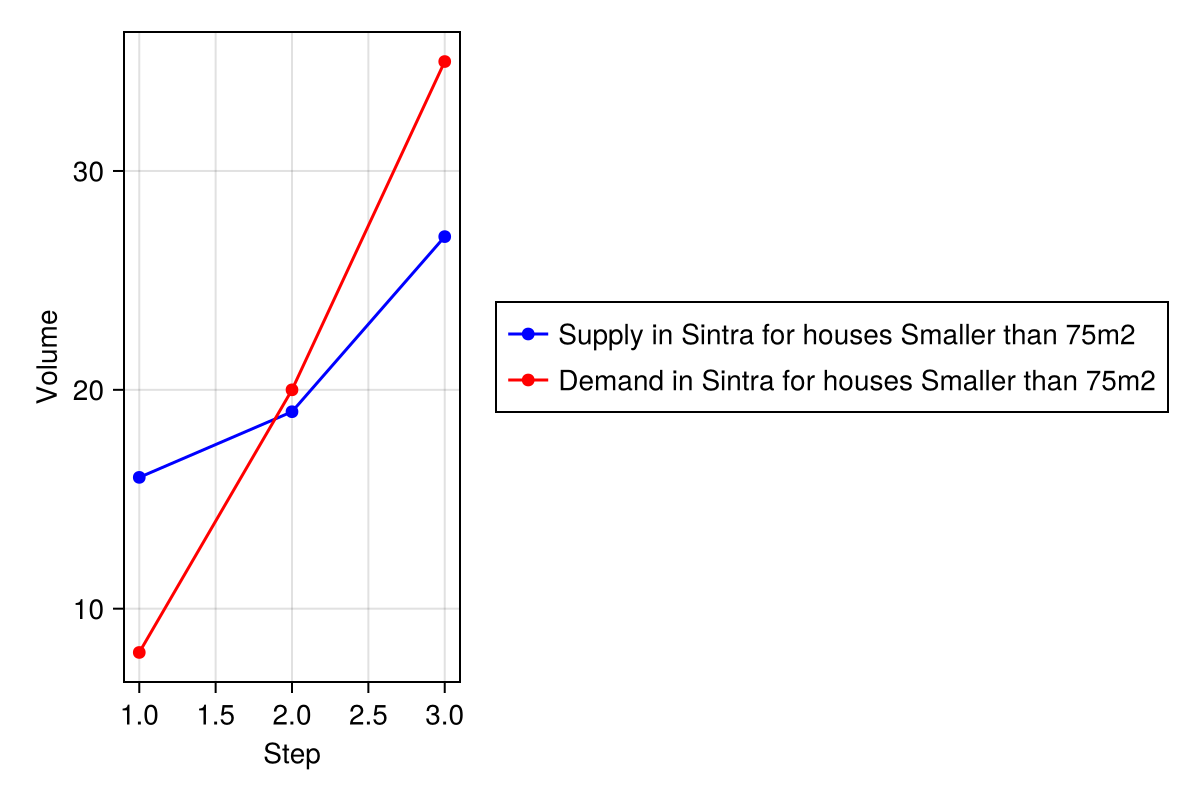 Volume
30
20
10
1.0 1.5 2.0 2.5 3.0
Step
Supply in Sintra for houses Smaller than 75m2
Demand in Sintra for houses Smaller than 75m2